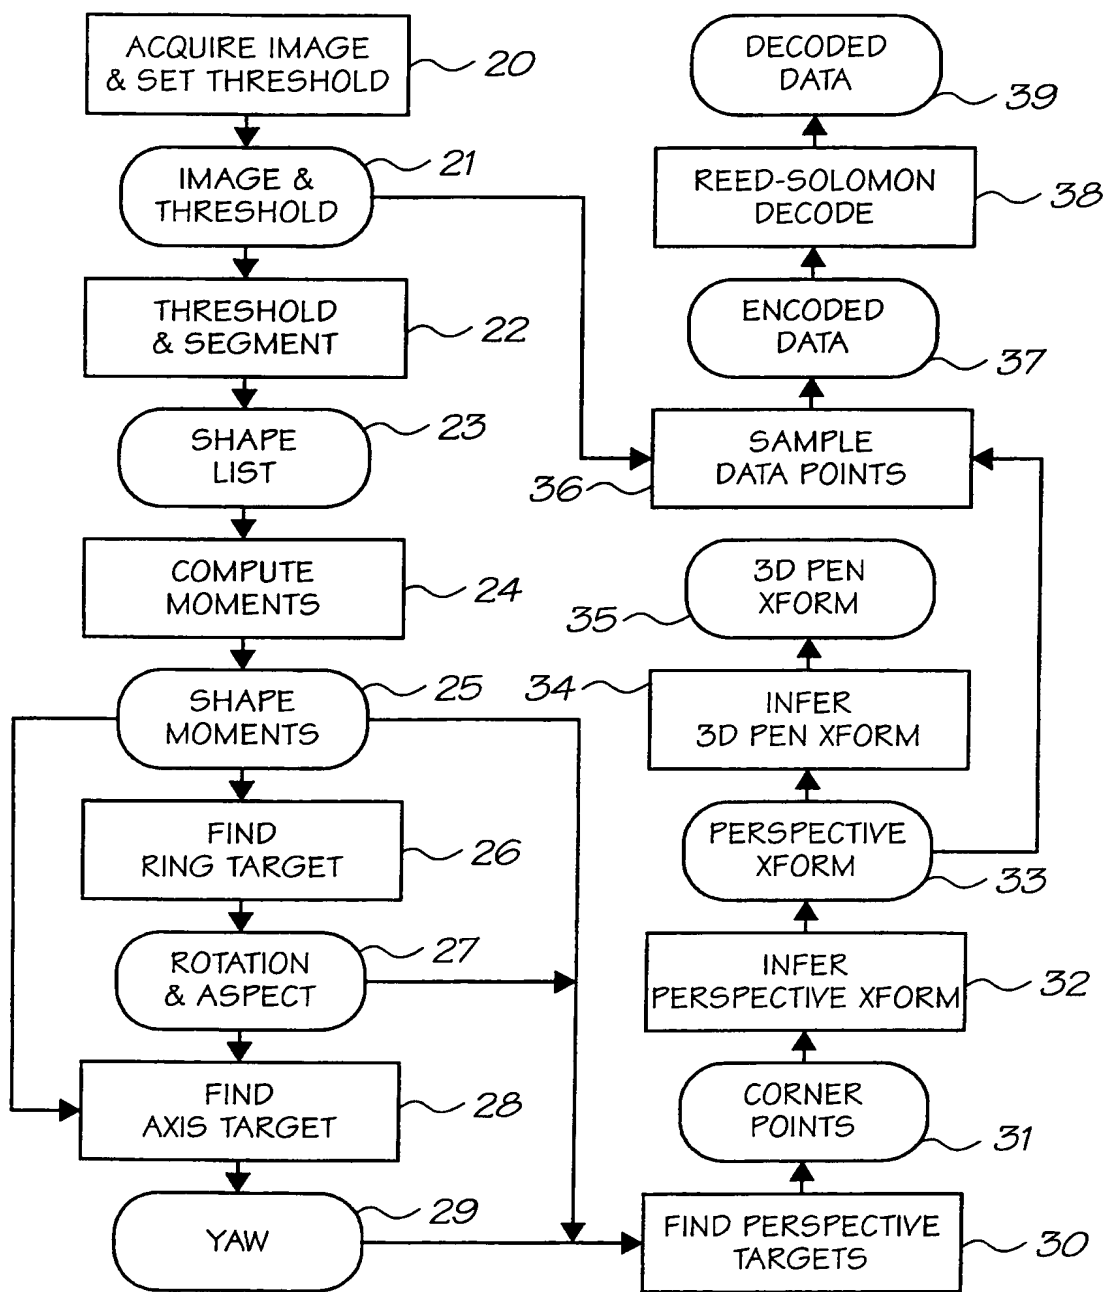 ACQUIRE IMAGE
& SET THRESHOLD
20
IMAGE &
THRESHOLD
21
THRESHOLD
& SEGMENT
22
SHAPE
LIST
23
COMPUTE
MOMENTS
24
SHAPE
MOMENTS
25
FIND
RING TARGET
26
ROTATION
& ASPECT
27
FIND
AXIS TARGET
28
YAW
29
FIND PERSPECTIVE
TARGETS
30
CORNER
POINTS
31
INFER
PERSPECTIVE XFORM
32
PERSPECTIVE
XFORM
33
INFER
3D PEN XFORM
34
3D PEN
XFORM
35
SAMPLE
DATA POINTS
36
ENCODED
DATA
37
REED-SOLOMON
DECODE
38
DECODED
DATA
39